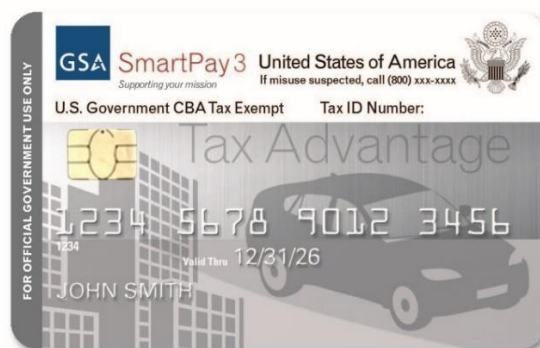 FOR OFFICIAL GOVERNMENT USE ONLY
GSA SmartPay 3
Supporting your mission
United States of America
If misuse suspected, call (800) xxx-xxxx
U.S. Government CBA Tax Exempt Tax ID Number:
Tax Advantage
1234 5678 9012 3456
1234
Valid Thru 12/31/26
JOHN SMITH